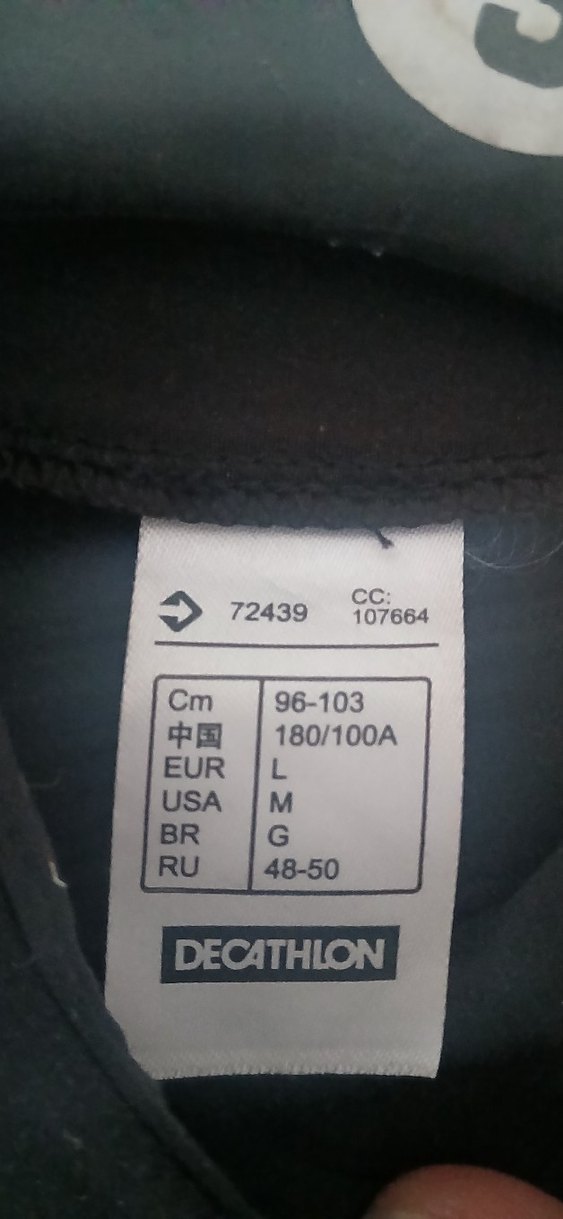 72439 CC: 107664
Cm 96-103
中国 180/100A
EUR L
USA M
BR G
RU 48-50
DECATHLON